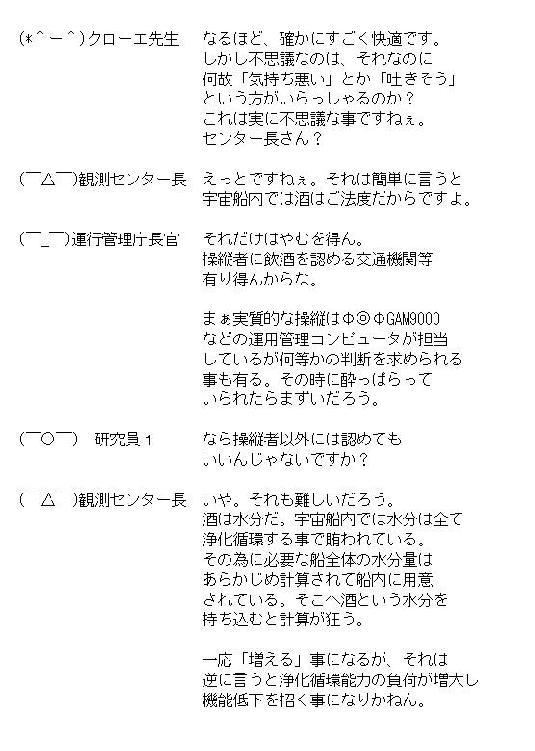 (*＾ー＾)クローエ先生　なるほど、確かにすごく快適です。
しかし不思議なのは、それなのに
何故「気持ち悪い」とか「吐きそう」
という方がいらっしゃるのか？
これは実に不思議な事ですねぇ。
センター長さん？
(￣△￣)観測センター長　えっとですねぇ。それは簡単に言うと
宇宙船内では酒はご法度だからですよ。
(￣_￣)運行管理庁長官　それだけはやむを得ん。
操縦者に飲酒を認める交通機関等
有り得んからな。
まぁ実質的な操縦はΦ◎ΦGAM9000
などの運用管理コンピュータが担当
しているが何等かの判断を求められる
事も有る。その時に酔っぱらって
いられたらまずいだろう。
(￣○￣)　研究員１　なら操縦者以外には認めても
いいんじゃないですか？
(　△　)観測センター長　いや。それも難しいだろう。
酒は水分だ。宇宙船内では水分は全て
浄化循環する事で賄われている。
その為に必要な船全体の水分量は
あらかじめ計算されて船内に用意
されている。そこへ酒という水分を
持ち込むと計算が狂う。
一応「増える」事になるが、それは
逆に言うと浄化循環能力の負荷が増大し
機能低下を招く事になりかねん。